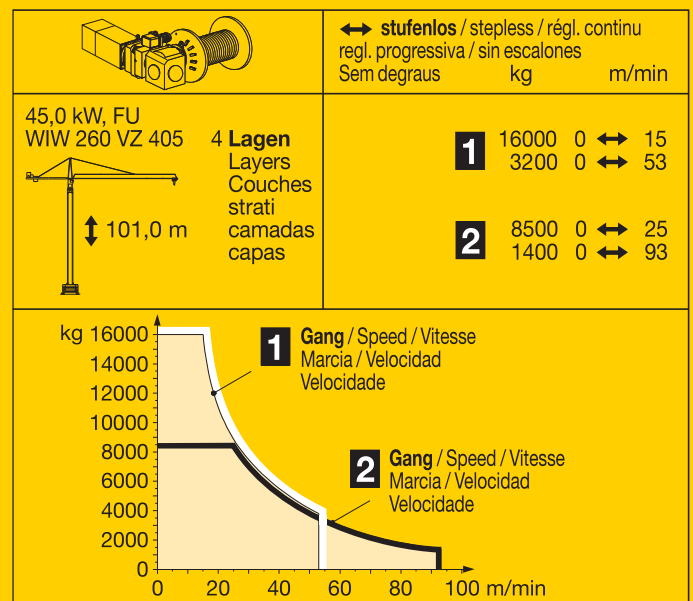 ↔ stufenlos / stepless / régl. continu
regl. progressiva / sin escalones
Sem degraus kg m/min
45,0 kW, FU
WIW 260 VZ 405 4 Lagen
Layers
Couches
strati
camadas
capas
↕ 101,0 m
1 16000 0 ↔ 15
3200 0 ↔ 53
2 8500 0 ↔ 25
1400 0 ↔ 93
kg 16000
14000
12000
10000
8000
6000
4000
2000
0
1 Gang / Speed / Vitesse
Marcia / Velocidad
Velocidade
2 Gang / Speed / Vitesse
Marcia / Velocidad
Velocidade
0 20 40 60 80 100 m/min